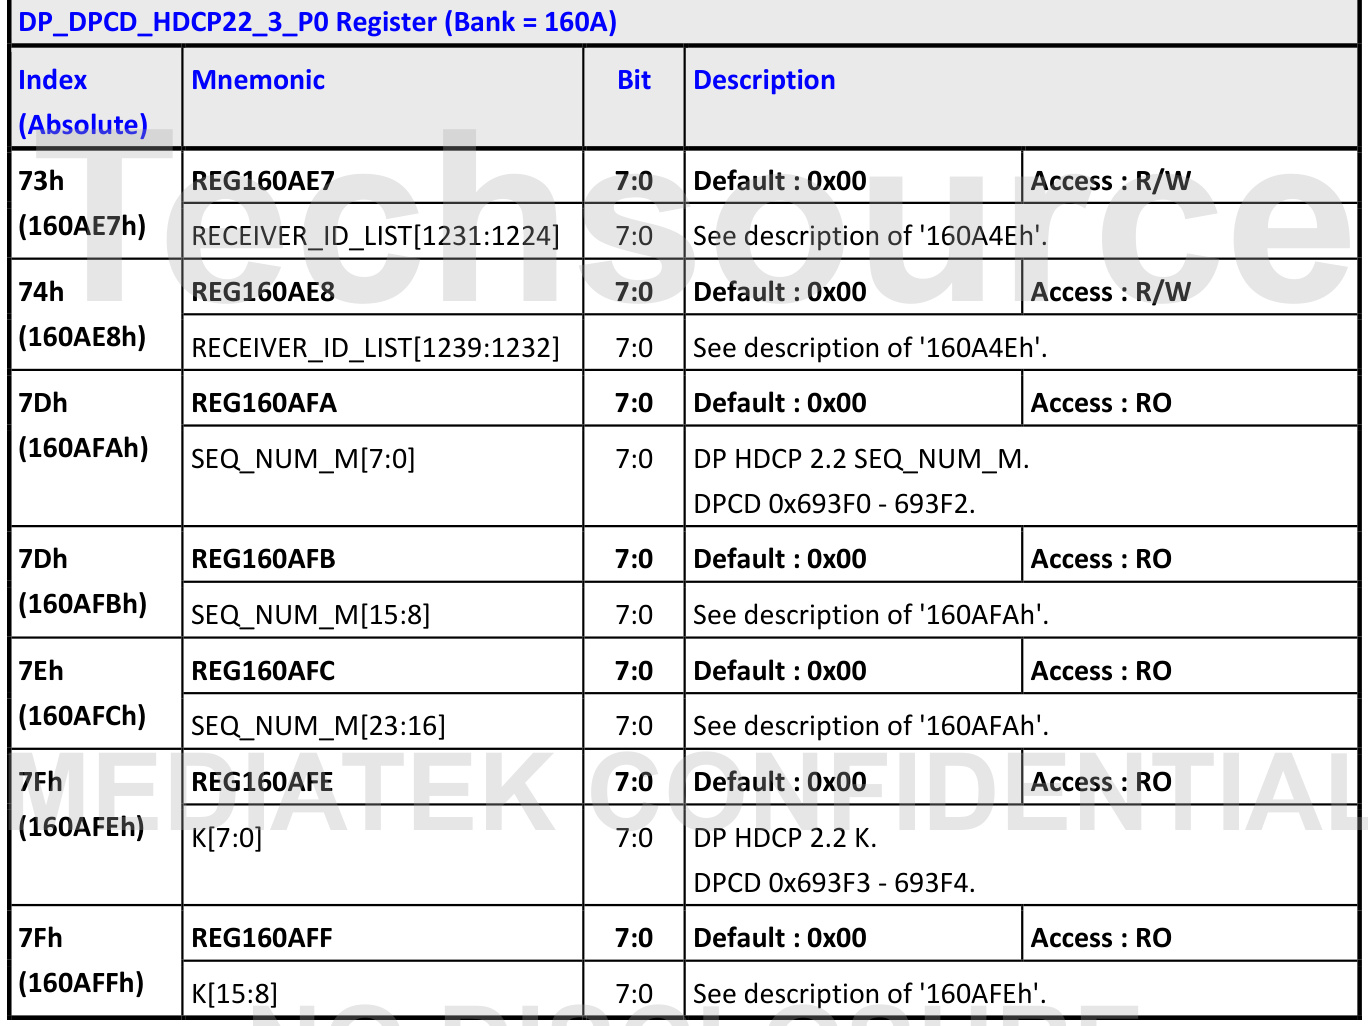 DP_DPCD_HDCP22_3_P0 Register (Bank = 160A)
Index (Absolute) Mnemonic Bit Description
73h (160AE7h) REG160AE7 7:0 Default : 0x00 Access : R/W
RECEIVER_ID_LIST[1231:1224] 7:0 See description of '160A4Eh'.
74h (160AE8h) REG160AE8 7:0 Default : 0x00 Access : R/W
RECEIVER_ID_LIST[1239:1232] 7:0 See description of '160A4Eh'.
7Dh (160AFAh) REG160AFA 7:0 Default : 0x00 Access : RO
SEQ_NUM_M[7:0] 7:0 DP HDCP 2.2 SEQ_NUM_M.
DPCD 0x693F0 - 693F2.
7Dh (160AFBh) REG160AFB 7:0 Default : 0x00 Access : RO
SEQ_NUM_M[15:8] 7:0 See description of '160AFAh'.
7Eh (160AFCh) REG160AFC 7:0 Default : 0x00 Access : RO
SEQ_NUM_M[23:16] 7:0 See description of '160AFAh'.
7Fh (160AFEh) REG160AFE 7:0 Default : 0x00 Access : RO
K[7:0] 7:0 DP HDCP 2.2 K.
DPCD 0x693F3 - 693F4.
7Fh (160AFFh) REG160AFF 7:0 Default : 0x00 Access : RO
K[15:8] 7:0 See description of '160AFEh'.
Techsource
MEDIATEK CONFIDENTIAL
NO DISCLOSURE